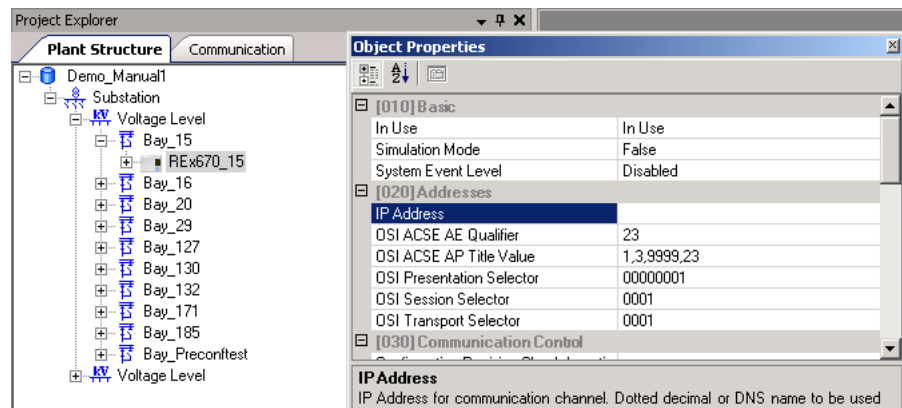 Project Explorer
Plant Structure
Communication
Demo_Manual1
Substation
Voltage Level
Bay_15
REx670_15
Bay_16
Bay_20
Bay_29
Bay_127
Bay_130
Bay_132
Bay_171
Bay_185
Bay_Preconftest
Voltage Level
Object Properties
[010]Basic
In Use In Use
Simulation Mode False
System Event Level Disabled
[020]Addresses
IP Address
OSI ACSE AE Qualifier 23
OSI ACSE AP Title Value 1,3,9999,23
OSI Presentation Selector 00000001
OSI Session Selector 0001
OSI Transport Selector 0001
[030]Communication Control
IP Address
IP Address for communication channel. Dotted decimal or DNS name to be used